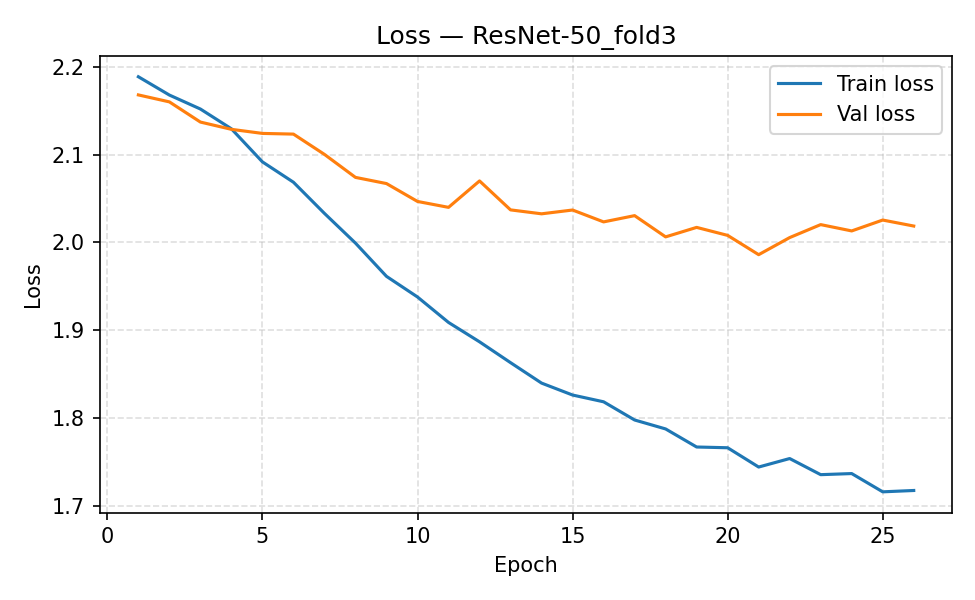 Loss — ResNet-50_fold3
2.2
2.1
2.0
1.9
1.8
1.7
Loss
Train loss
Val loss
0 5 10 15 20 25
Epoch